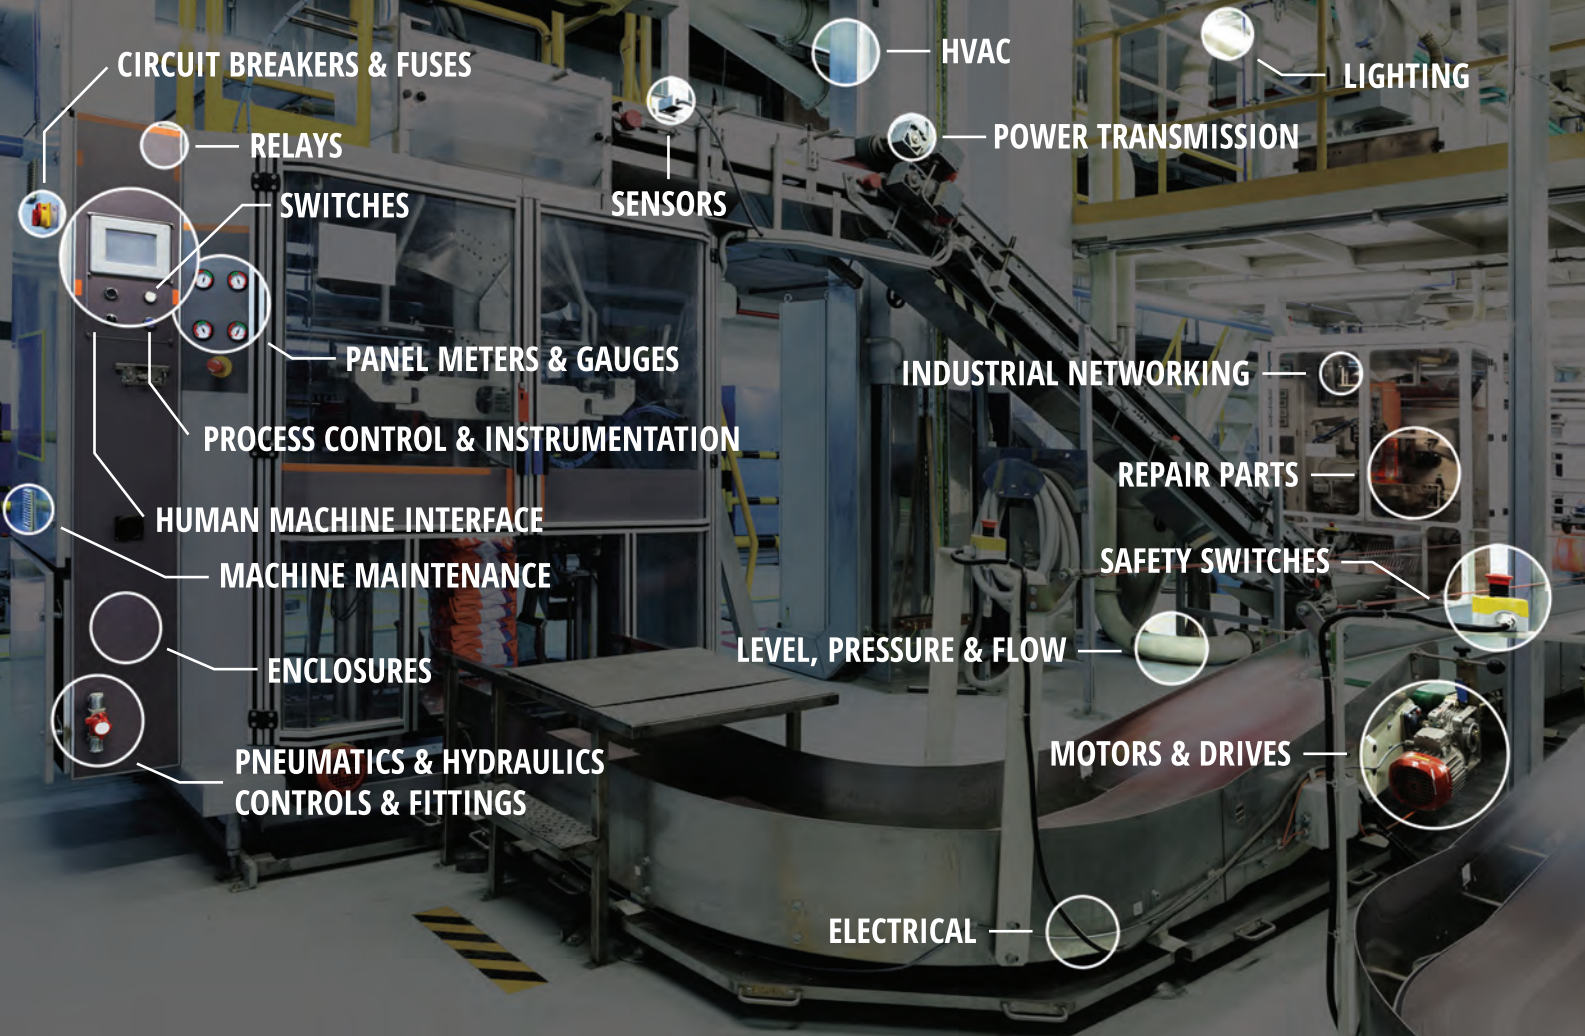 CIRCUIT BREAKERS & FUSES
HVAC
LIGHTING
RELAYS
POWER TRANSMISSION
SWITCHES
SENSORS
PANEL METERS & GAUGES
INDUSTRIAL NETWORKING
PROCESS CONTROL & INSTRUMENTATION
REPAIR PARTS
HUMAN MACHINE INTERFACE
SAFETY SWITCHES
MACHINE MAINTENANCE
LEVEL, PRESSURE & FLOW
ENCLOSURES
MOTORS & DRIVES
PNEUMATICS & HYDRAULICS
CONTROLS & FITTINGS
ELECTRICAL